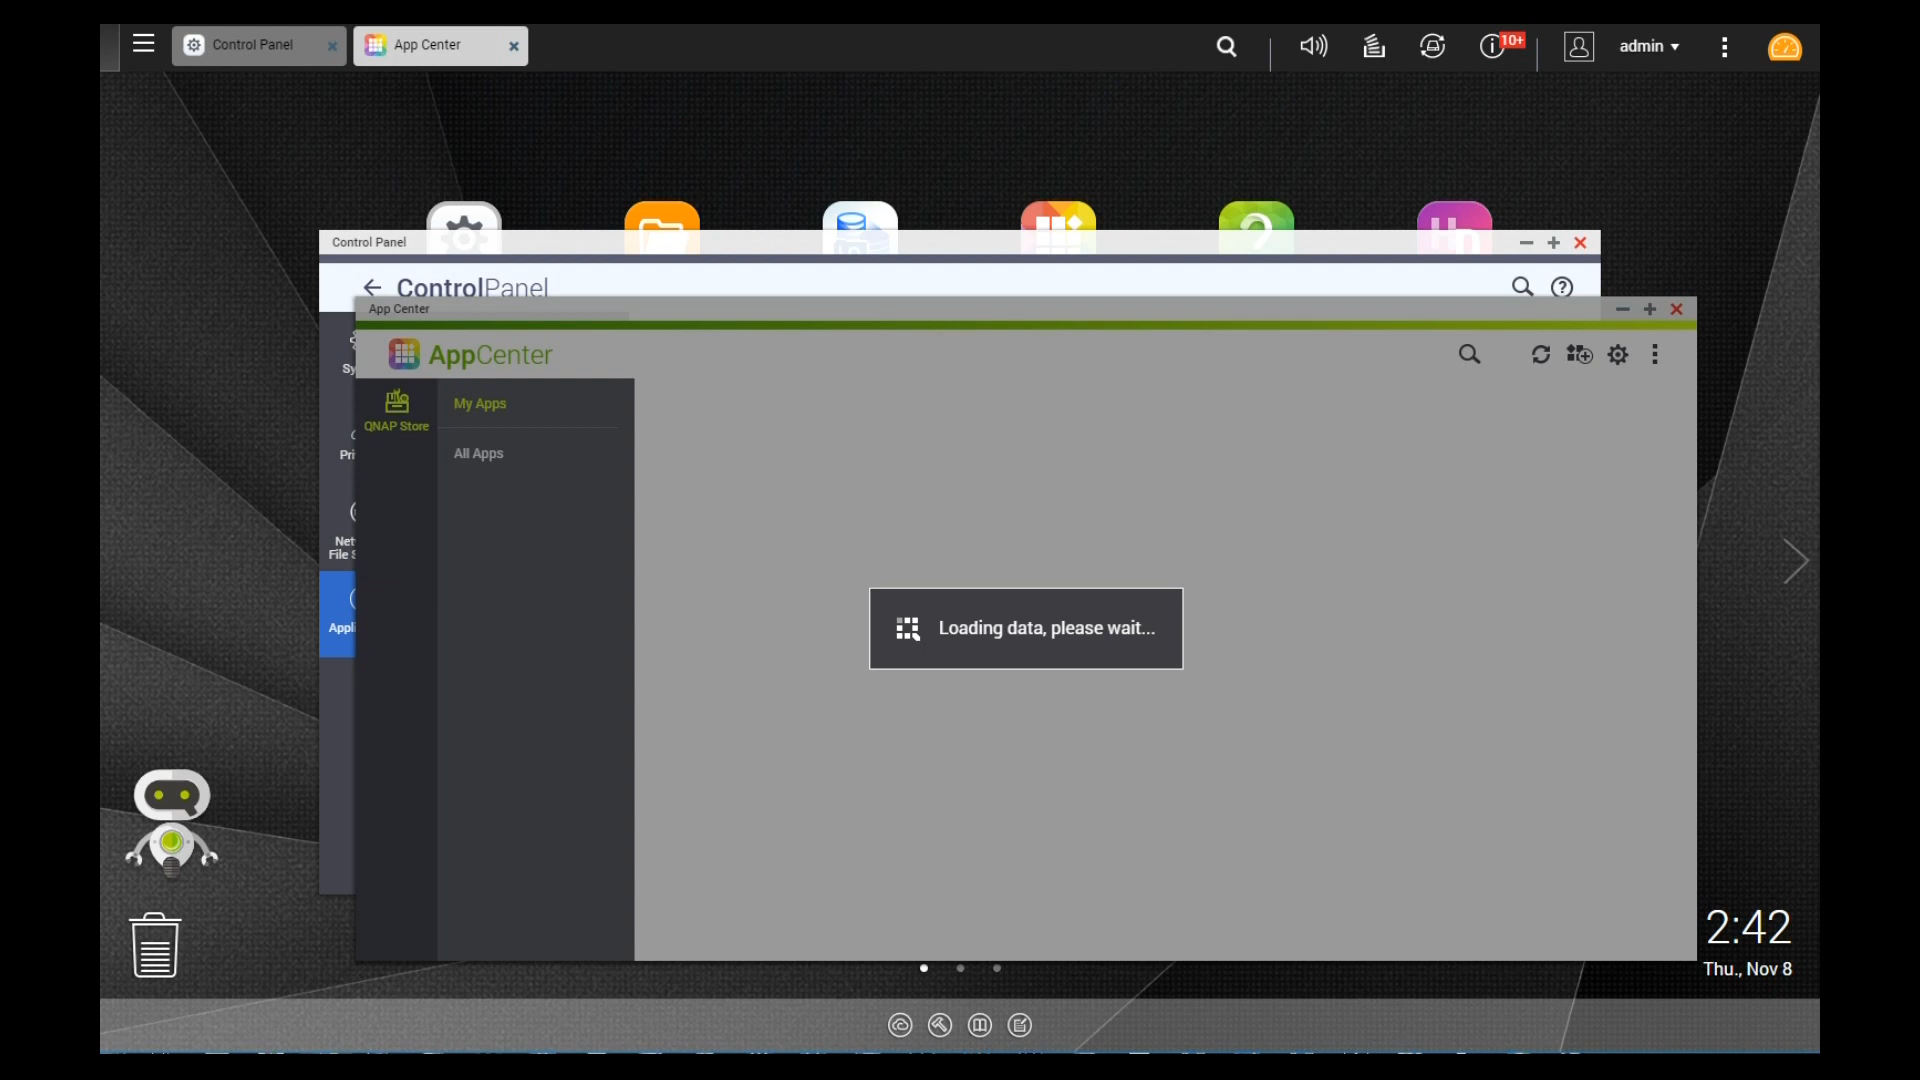 Control Panel
App Center
10+
admin
Control Panel
ControlPanel
App Center
AppCenter
My Apps
QNAP Store
All Apps
Loading data, please wait...
2:42
Thu., Nov 8